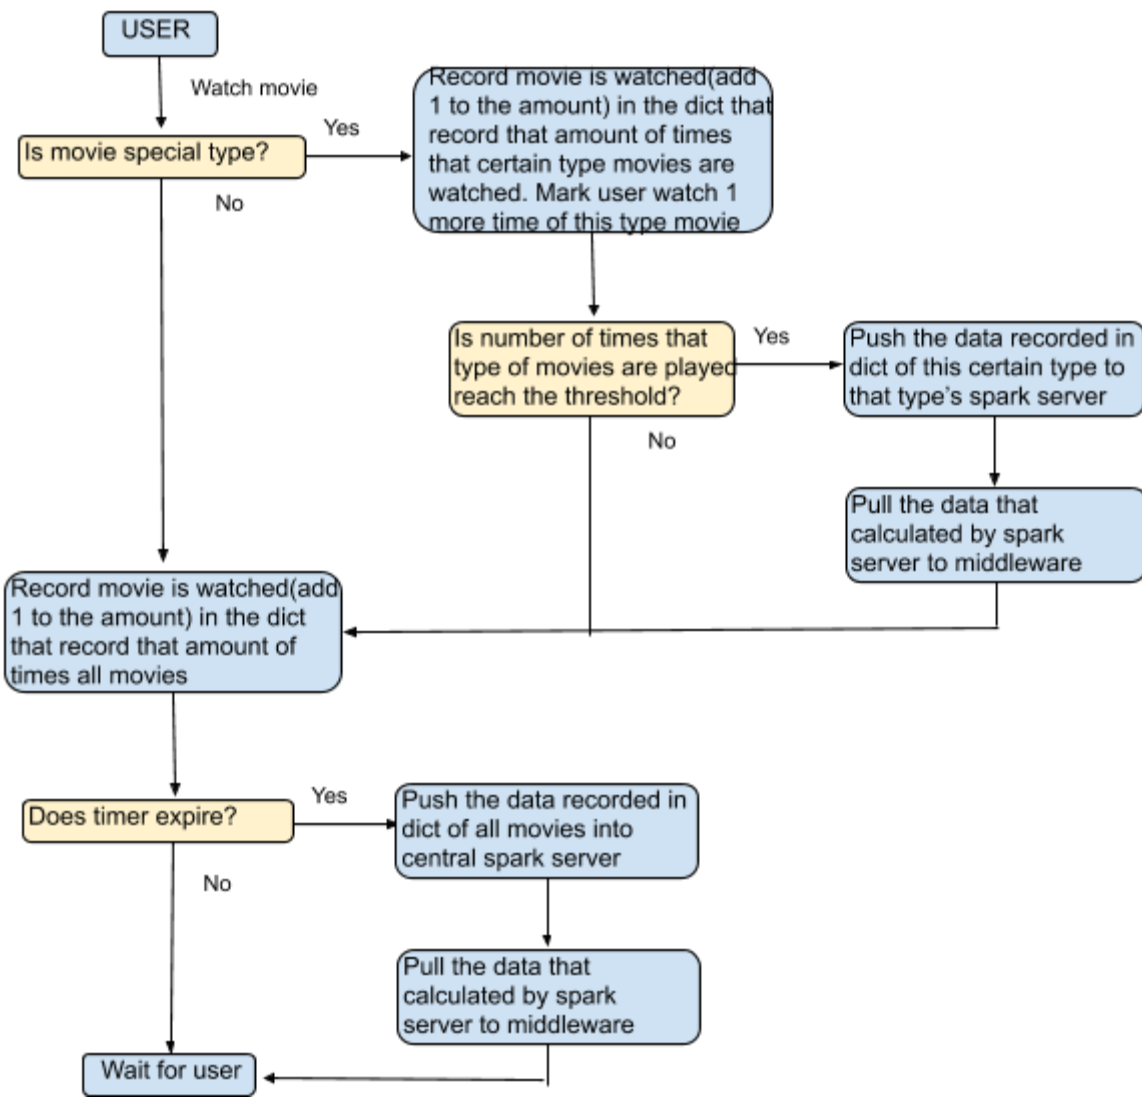 USER
Watch movie
Is movie special type?
Yes
No
Record movie is watched(add
1 to the amount) in the dict that
record that amount of times
that certain type movies are
watched. Mark user watch 1
more time of this type movie
Is number of times that
type of movies are played
reach the threshold?
Yes
No
Push the data recorded in
dict of this certain type to
that type's spark server
Pull the data that
calculated by spark
server to middleware
Record movie is watched(add
1 to the amount) in the dict
that record that amount of
times all movies
Does timer expire?
Yes
No
Push the data recorded in
dict of all movies into
central spark server
Pull the data that
calculated by spark
server to middleware
Wait for user